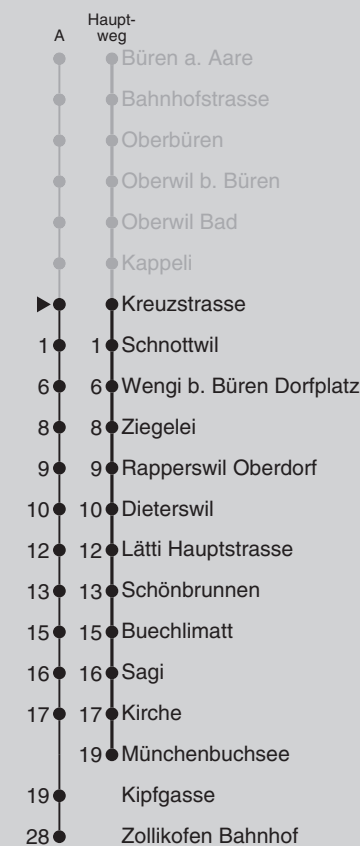 Haupt-
A weg
Büren a. Aare
Bahnhofstrasse
Oberbüren
Oberwil b. Büren
Oberwil Bad
Kappeli
Kreuzstrasse
1 1 Schnottwil
6 6 Wengi b. Büren Dorfplatz
8 8 Ziegelei
9 9 Rapperswil Oberdorf
10 10 Dieterswil
12 12 Lätti Hauptstrasse
13 13 Schönbrunnen
15 15 Buechlimatt
16 16 Sagi
17 17 Kirche
19 Münchenbuchsee
19 Kipfgasse
28 Zollikofen Bahnhof